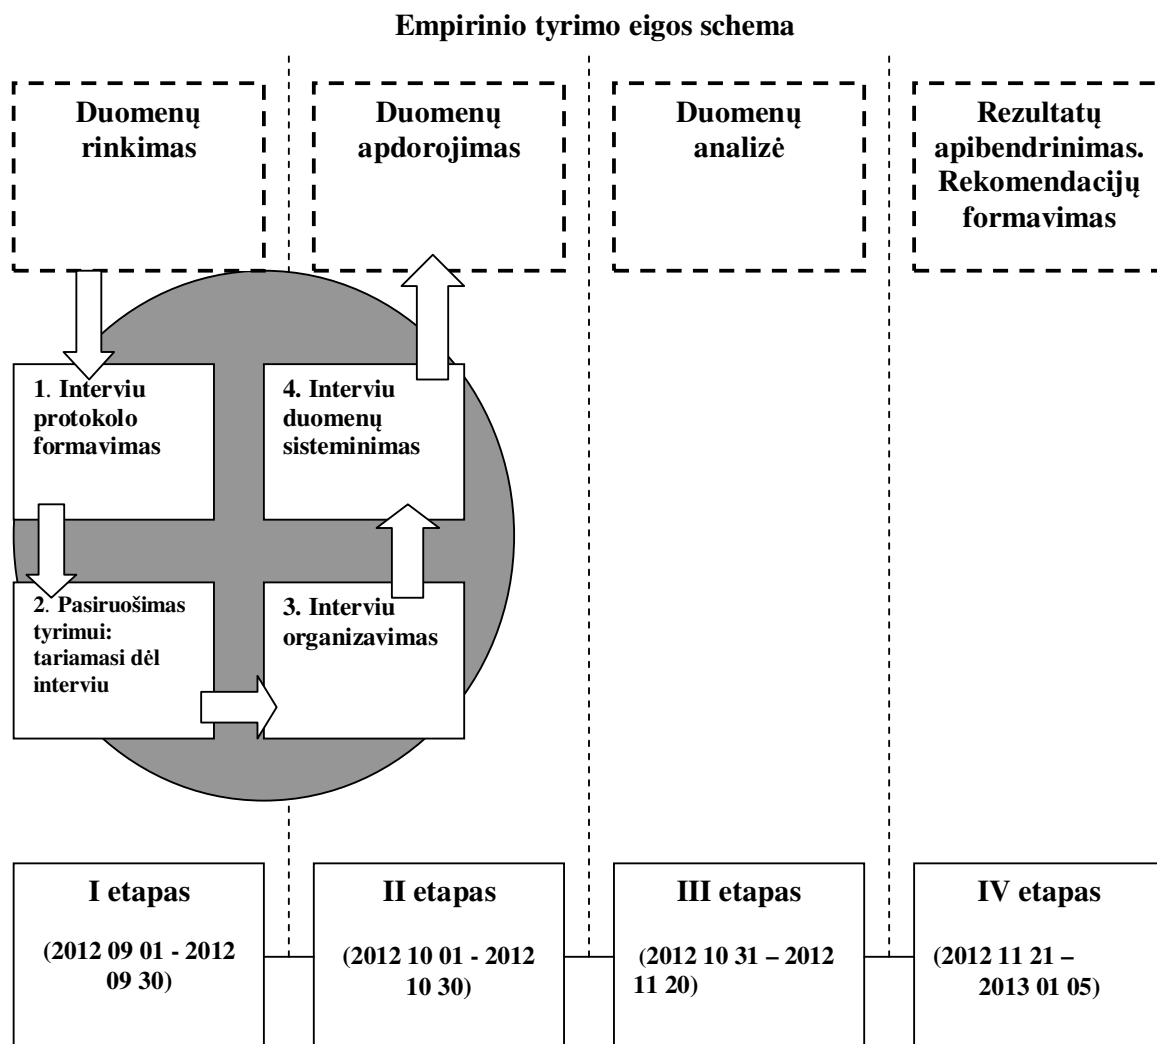 Empirinio tyrimo eigos schema
Duomenų
rinkimas
Duomenų
apdorojimas
Duomenų
analizė
Rezultatų
apibendrinimas.
Rekomendacijų
formavimas
1. Interviu
protokolo
formavimas
4. Interviu
duomenų
sisteminimas
2. Pasiruošimas
tyrimui:
tariamasi dėl
interviu
3. Interviu
organizavimas
I etapas
(2012 09 01 - 2012
09 30)
II etapas
(2012 10 01 - 2012
10 30)
III etapas
(2012 10 31 – 2012
11 20)
IV etapas
(2012 11 21 –
2013 01 05)